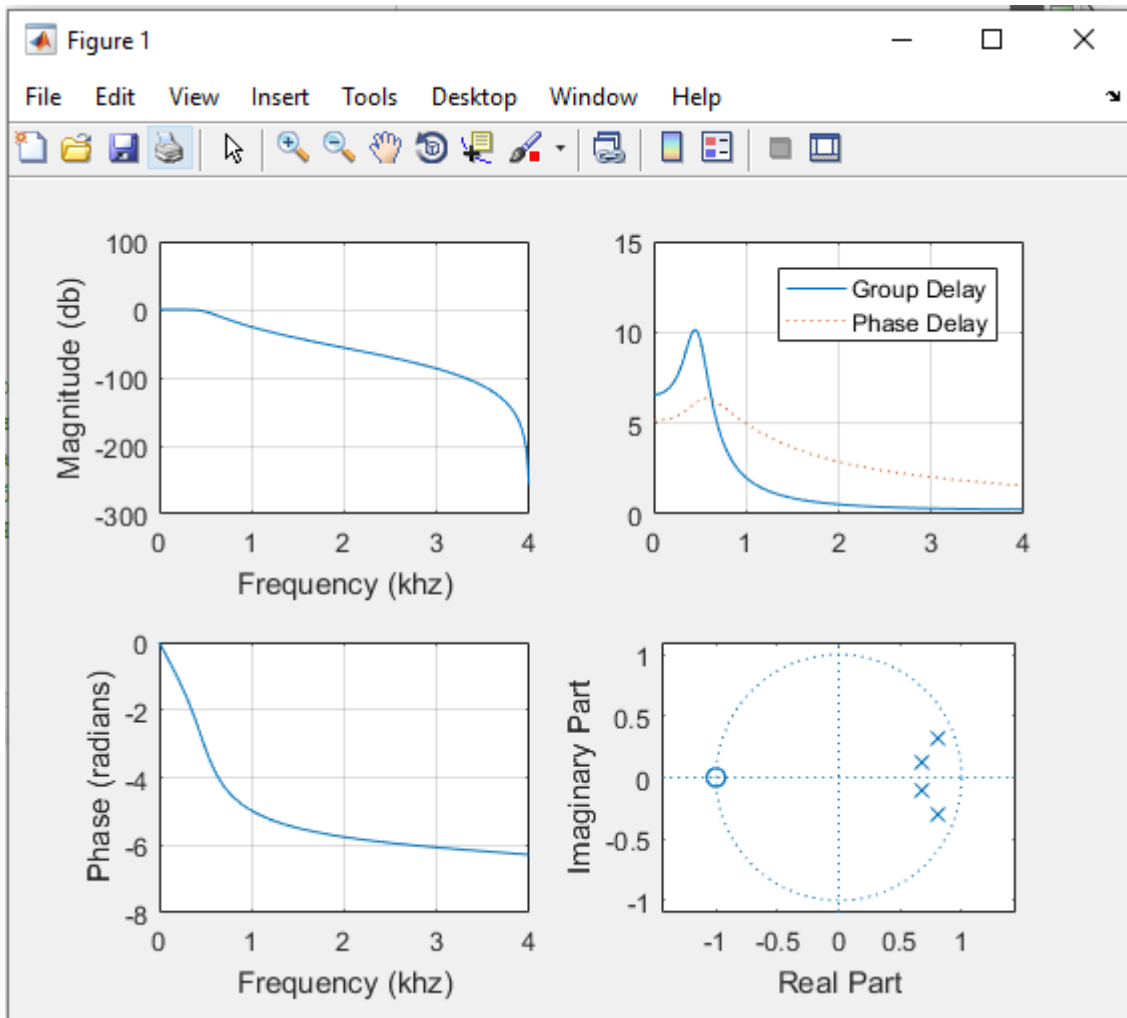 Figure 1
File Edit View Insert Tools Desktop Window Help
100
0
-100
-200
-300
Magnitude (db)
0 1 2 3 4
Frequency (khz)
15
10
5
0
Group Delay
Phase Delay
0 1 2 3 4
0
-2
-4
-6
-8
Phase (radians)
0 1 2 3 4
Frequency (khz)
1
0.5
0
-0.5
-1
Imaginary Part
-1 -0.5 0 0.5 1
Real Part